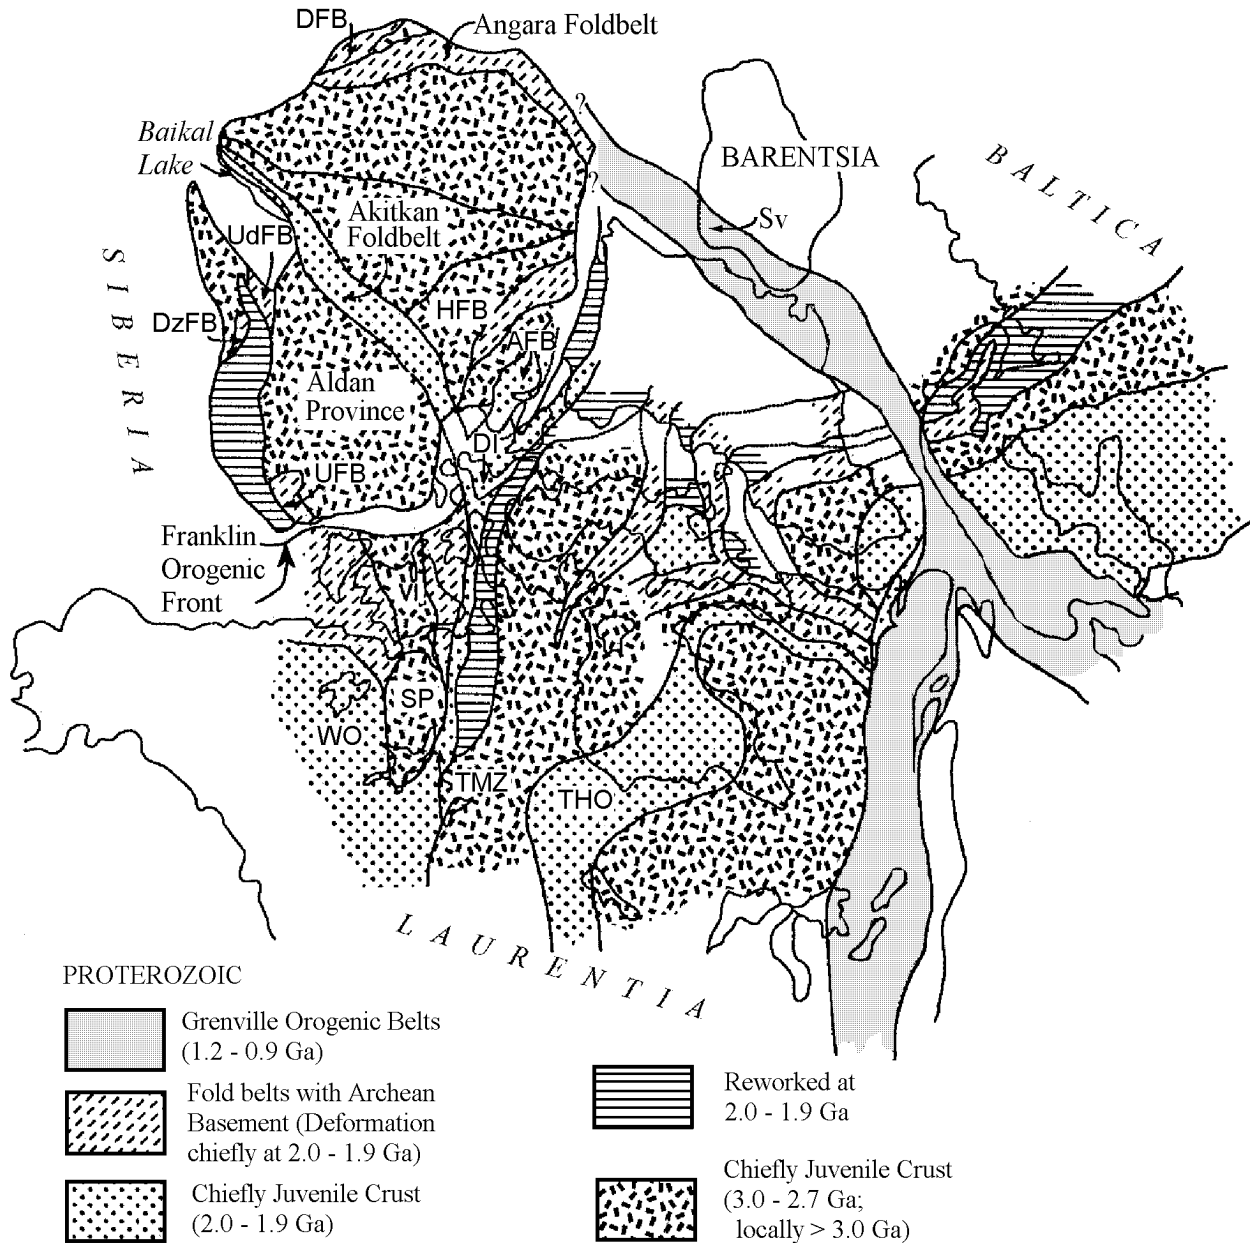 DFB
Angara Foldbelt
?
Baikal
Lake
BARENTSIA
BALTICA
?
Akitkan
Foldbelt
Sv
UdFB
SIBERIA
HFB
DzFB
AFB
Aldan
Province
DI
UFB
Franklin
Orogenic
Front
VI
SP
WO
TMZ
THO
LAURENTIA
PROTEROZOIC
Grenville Orogenic Belts
(1.2 - 0.9 Ga)
Fold belts with Archean
Basement (Deformation
chiefly at 2.0 - 1.9 Ga)
Chiefly Juvenile Crust
(2.0 - 1.9 Ga)
Reworked at
2.0 - 1.9 Ga
Chiefly Juvenile Crust
(3.0 - 2.7 Ga;
locally > 3.0 Ga)